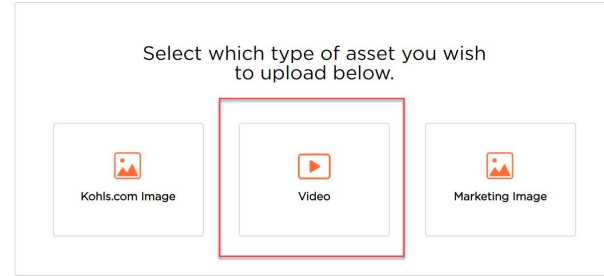 Select which type of asset you wish
to upload below.
Kohls.com Image
Video
Marketing Image